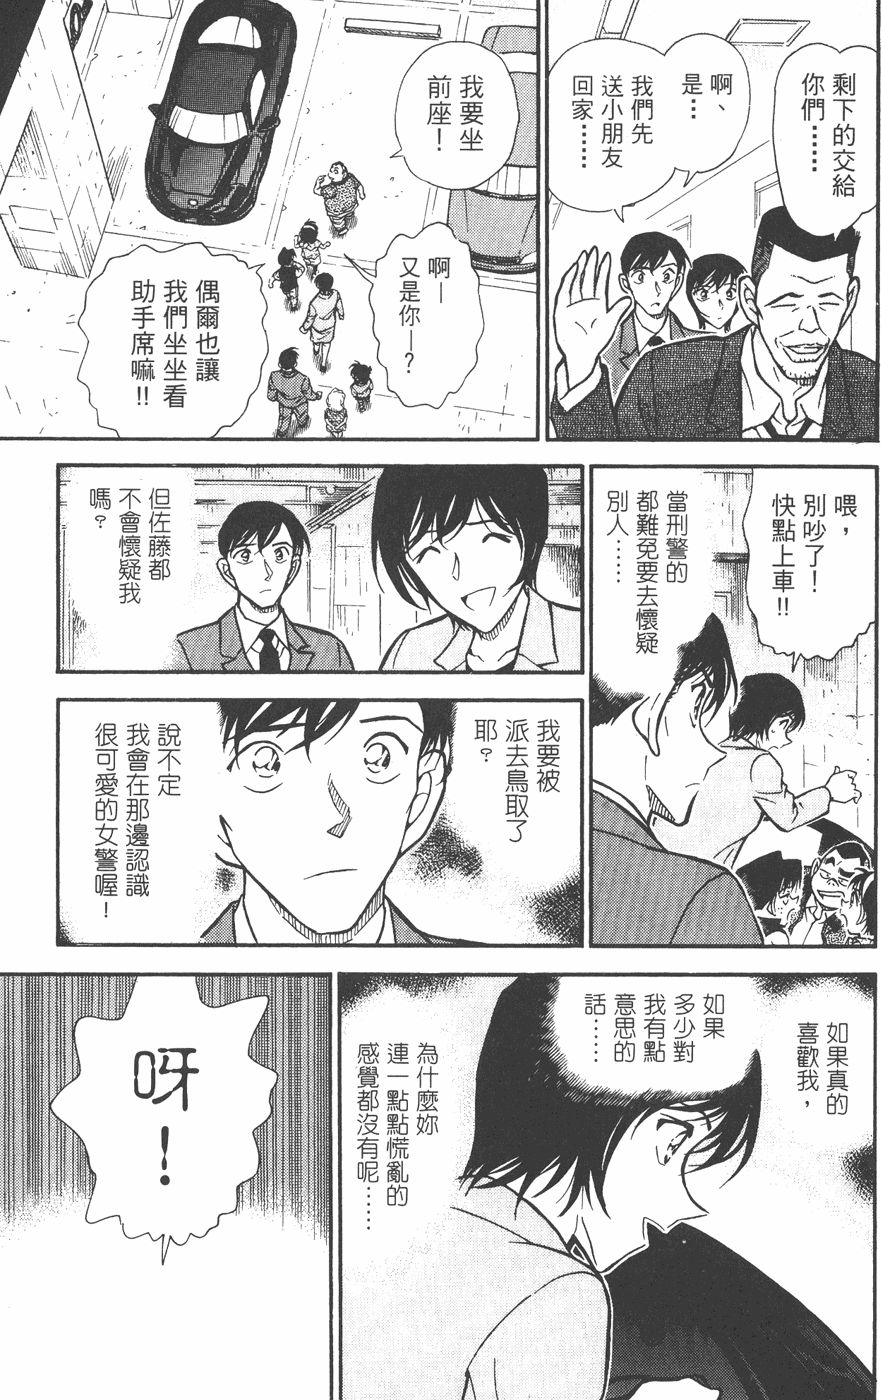 剩下的交給
你們……
啊、
是…
我們先
送小朋友
回家……
我要坐
前座！
啊—
又是你—？
偶爾也讓
我們坐坐看
助手席嘛！！
喂，
別吵了！
快點上車！！
當刑警的
都難免要去懷疑
別人……
但佐藤都
不會懷疑我
嗎？
我要被
派去鳥取了
耶？
說不定
我會在那邊認識
很可愛的女警喔！
如果真的
喜歡我，
如果
多少對
我有點
意思的
話……
為什麼妳
連一點點慌亂的
感覺都沒有呢……
呀！